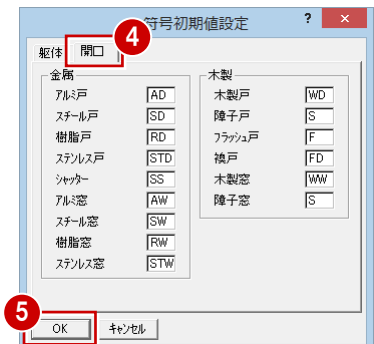 符号初期値設定 ? ×
4
躯体 開口
金属
ｱﾙﾐ戸 AD
ｽﾁｰﾙ戸 SD
樹脂戸 RD
ｽﾃﾝﾚｽ戸 STD
ｼｬｯﾀｰ SS
ｱﾙﾐ窓 AW
ｽﾁｰﾙ窓 SW
樹脂窓 RW
ｽﾃﾝﾚｽ窓 STW
木製
木製戸 WD
障子戸 S
ﾌﾗｯｼｭ戸 F
襖戸 FD
木製窓 WW
障子窓 S
5
OK ｷｬﾝｾﾙ